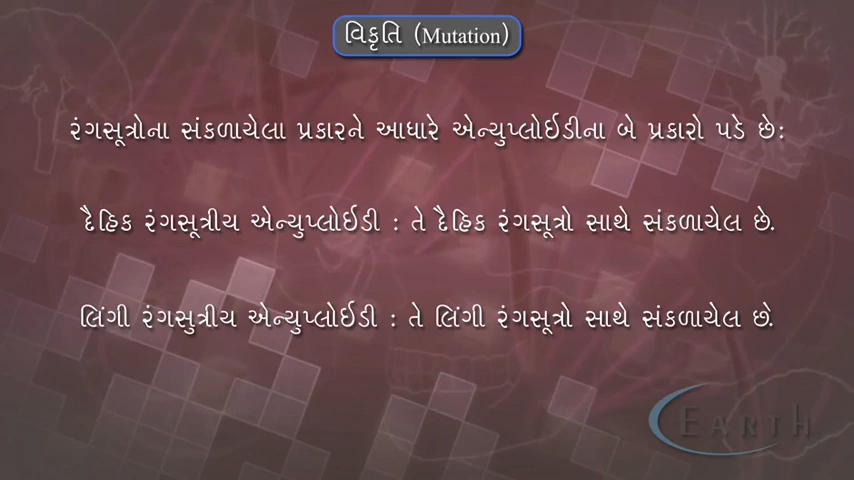 વિકૃતિ (Mutation)
રંગસૂત્રોના સંકળાયેલા પ્રકારને આધારે એન્યુપ્લોઈડીના બે પ્રકારો પડે છે:
દૈહિક રંગસૂત્રીય એન્યુપ્લોઈડી : તે દૈહિક રંગસૂત્રો સાથે સંકળાયેલ છે.
લિંગી રંગસુત્રીય એન્યુપ્લોઈડી : તે લિંગી રંગસૂત્રો સાથે સંકળાયેલ છે.
EARTH